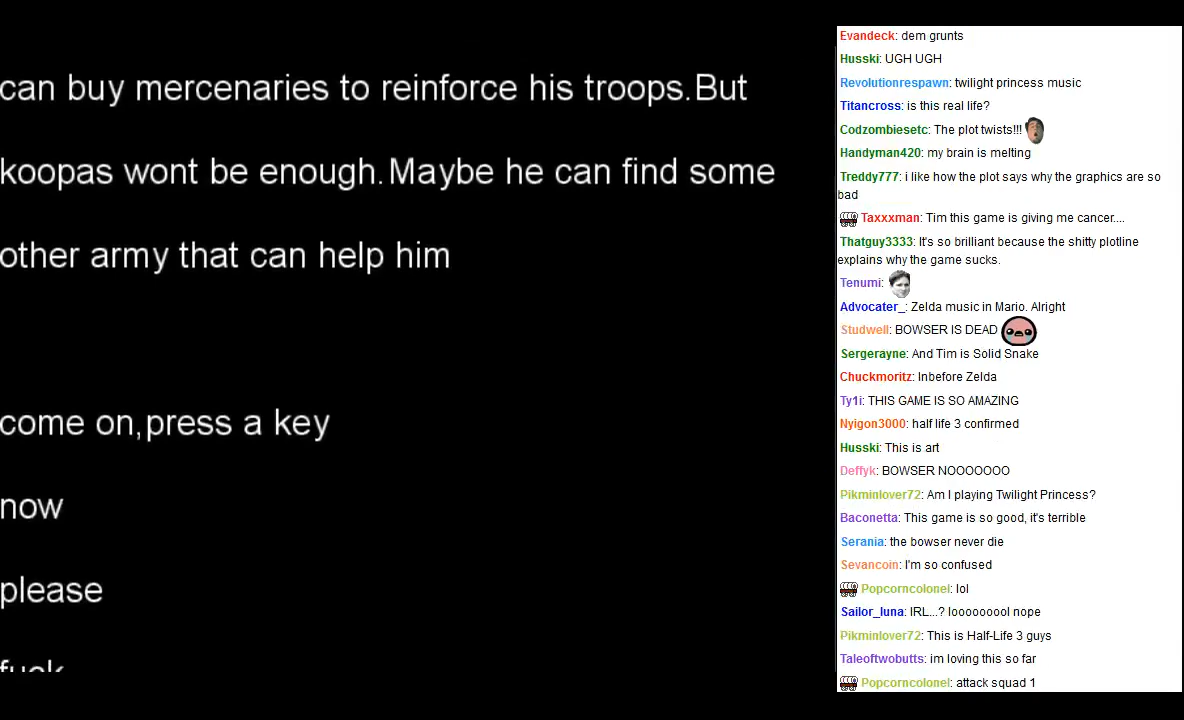 can buy mercenaries to reinforce his troops.But
koopas wont be enough.Maybe he can find some
other army that can help him
come on,press a key
now
please
fuck
Evandeck: dem grunts
Husski: UGH UGH
Revolutionrespawn: twilight princess music
Titancross: is this real life?
Codzombiesetc: The plot twists!!!
Handyman420: my brain is melting
Treddy777: i like how the plot says why the graphics are so
bad
Taxxxman: Tim this game is giving me cancer....
Thatguy3333: It's so brilliant because the shitty plotline
explains why the game sucks.
Tenumi:
Advocater_: Zelda music in Mario. Alright
Studwell: BOWSER IS DEAD
Sergerayne: And Tim is Solid Snake
Chuckmoritz: Inbefore Zelda
Ty1i: THIS GAME IS SO AMAZING
Nyigon3000: half life 3 confirmed
Husski: This is art
Deffyk: BOWSER NOOOOOOO
Pikminlover72: Am I playing Twilight Princess?
Baconetta: This game is so good, it's terrible
Serania: the bowser never die
Sevancoin: I'm so confused
Popcorncolonel: lol
Sailor_luna: IRL...? loooooool nope
Pikminlover72: This is Half-Life 3 guys
Taleoftwobutts: im loving this so far
Popcorncolonel: attack squad 1